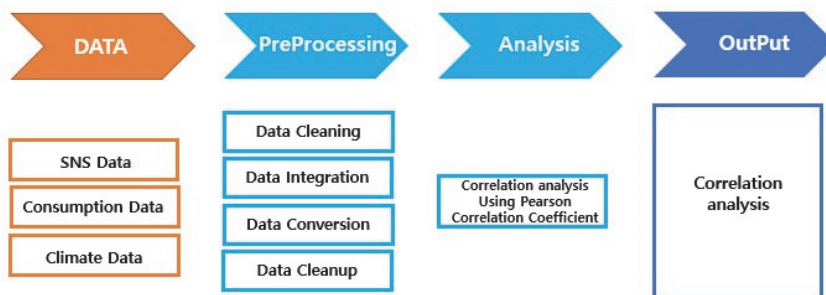 DATA
PreProcessing
Analysis
OutPut
SNS Data
Consumption Data
Climate Data
Data Cleaning
Data Integration
Data Conversion
Data Cleanup
Correlation analysis
Using Pearson
Correlation Coefficient
Correlation
analysis